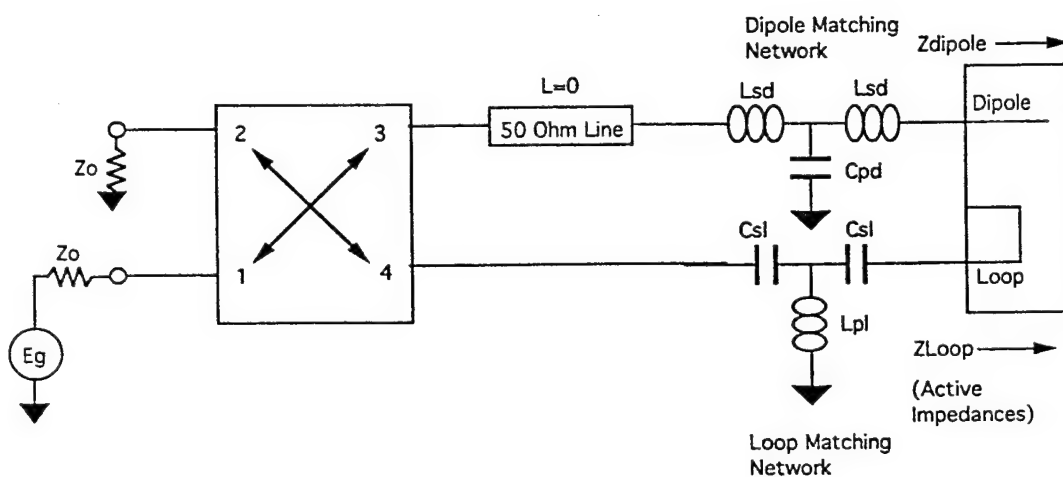 Dipole Matching
Network
Zdipole
L=0
Lsd
Lsd
50 Ohm Line
Dipole
2
3
Zo
Cpd
Csl
Csl
Zo
1
4
Loop
Lpl
Eg
ZLoop
(Active
Impedances)
Loop Matching
Network